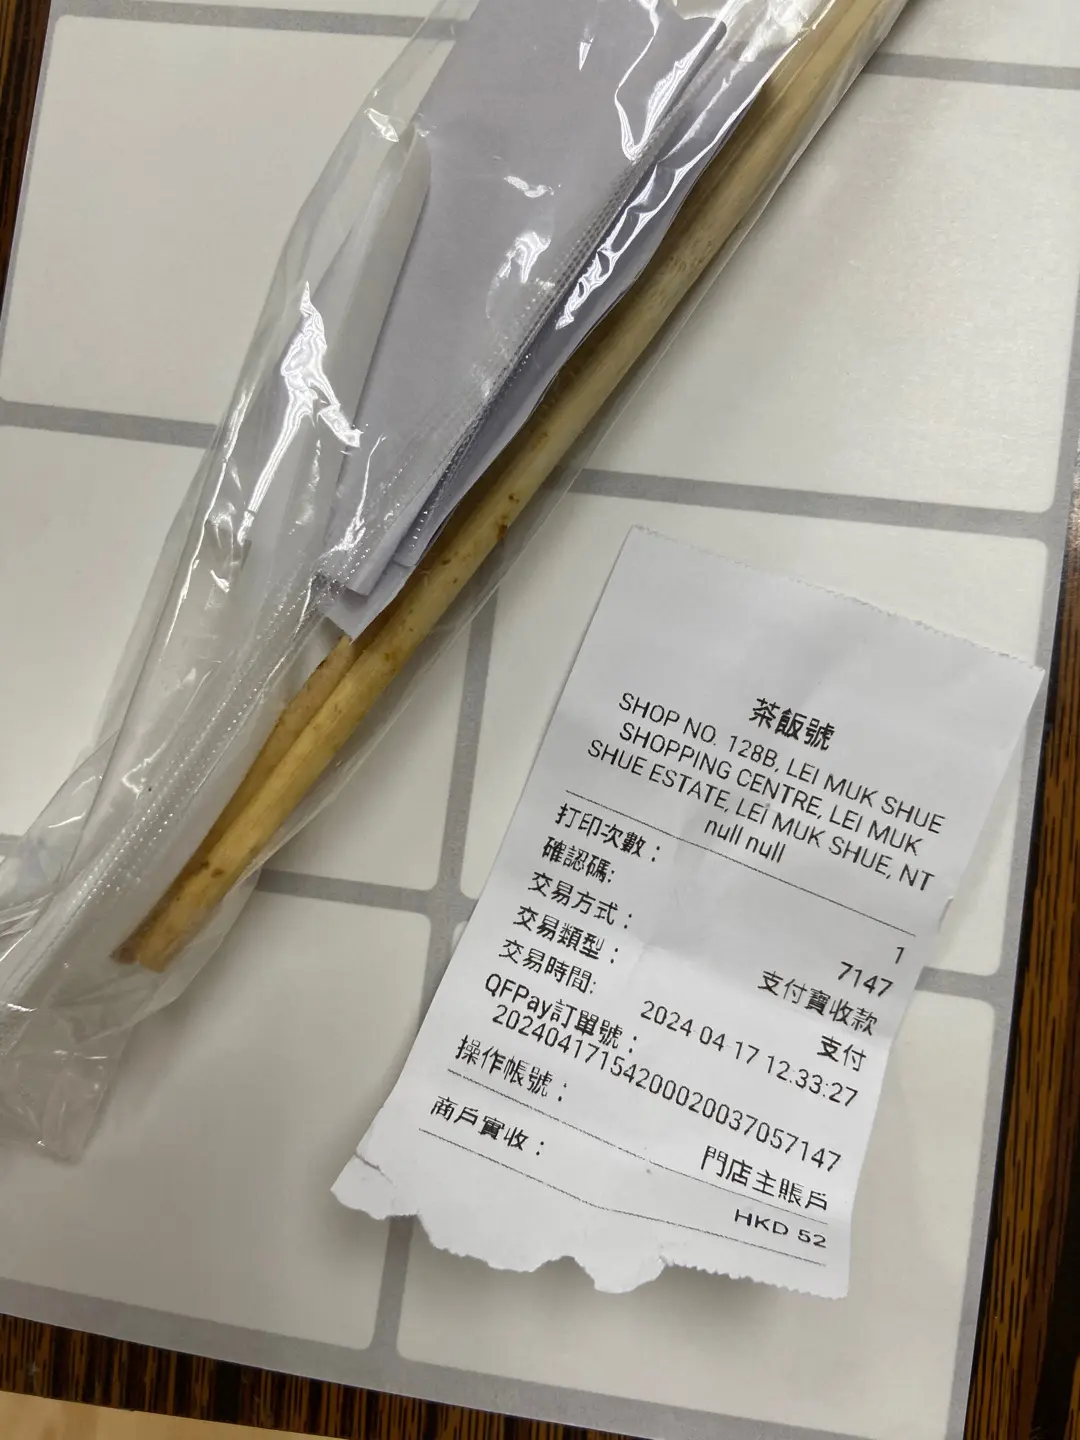 茶飯號
SHOP NO. 128B, LEI MUK SHUE
SHOPPING CENTRE, LEI MUK
SHUE ESTATE, LEI MUK SHUE, NT
null null
打印次數： 1
確認碼: 7147
交易方式： 支付寶收款
交易類型： 支付
交易時間: 2024 04 17 12:33:27
QFPay訂單號：
20240417154200020037057147
操作帳號： 門店主賬戶
商戶實收： HKD 52